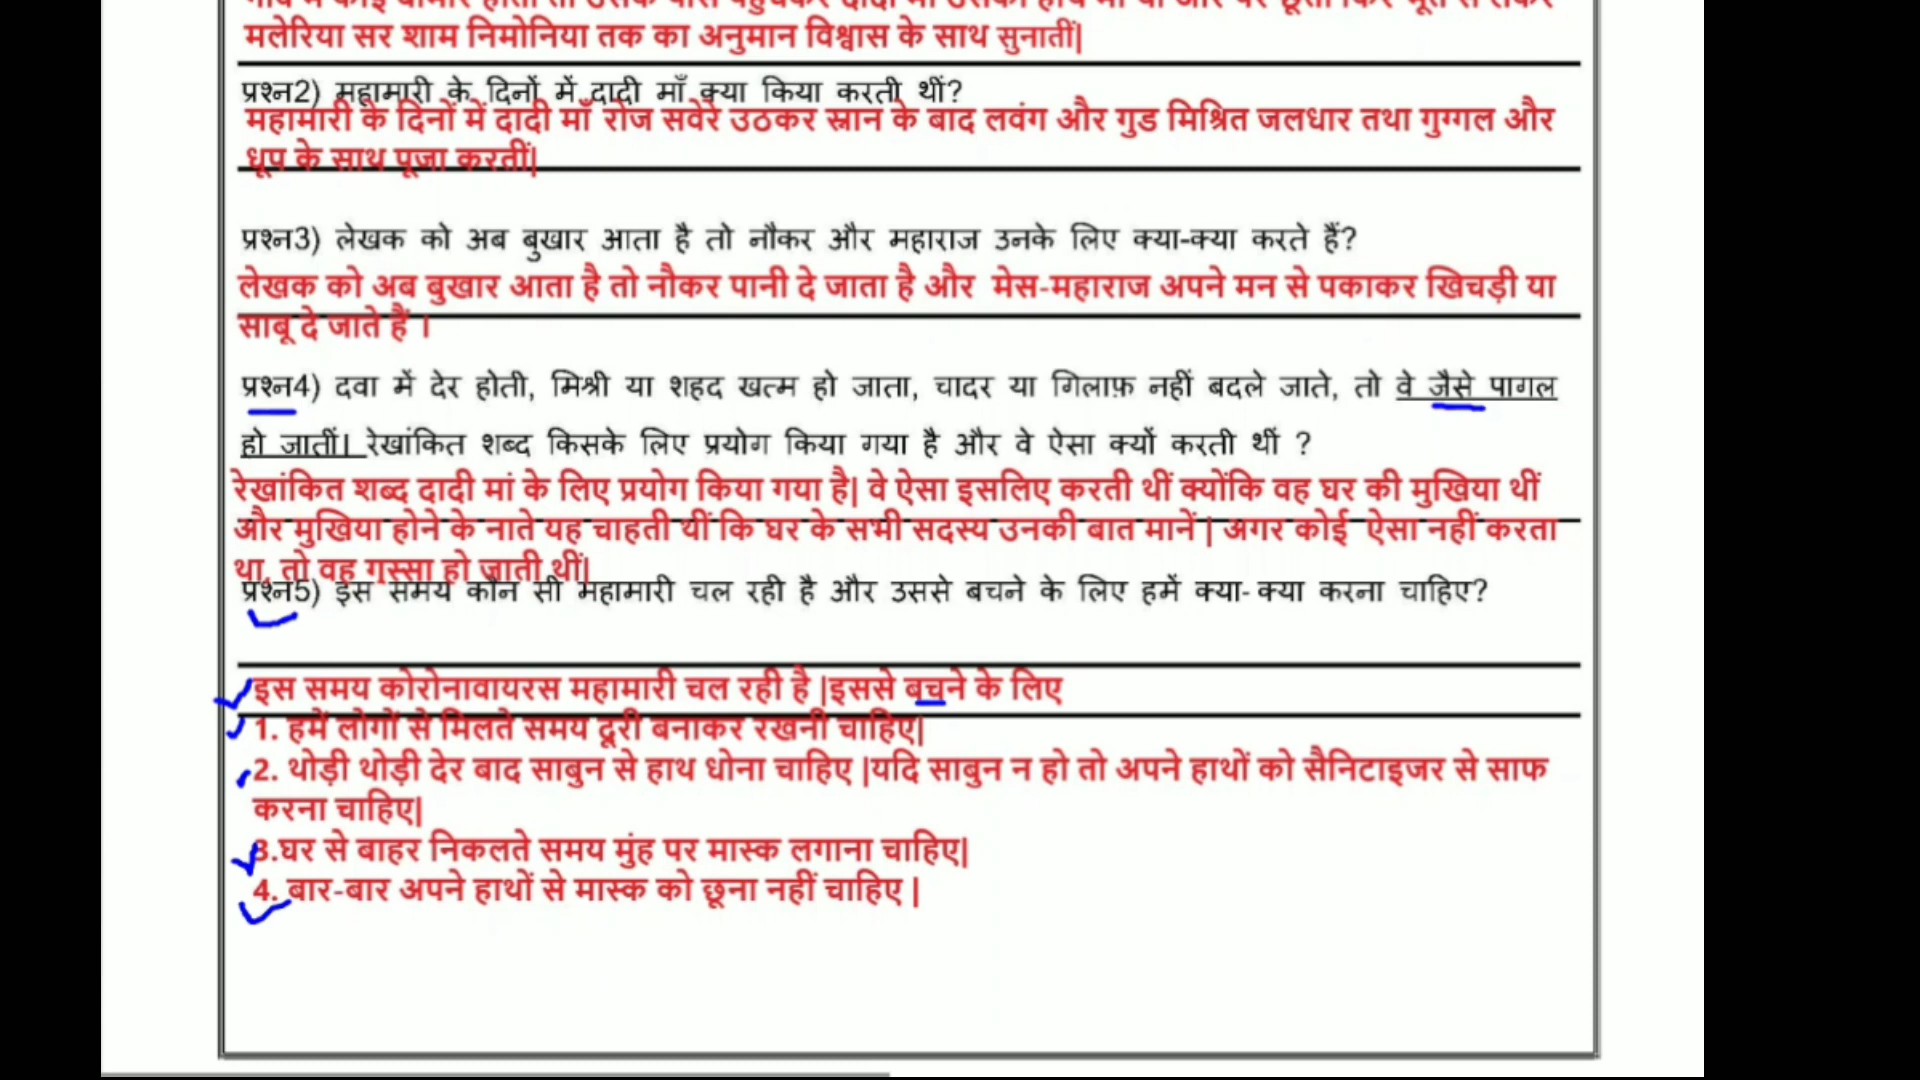 मलेरिया सर शाम निमोनिया तक का अनुमान विश्वास के साथ सुनातीं|
प्रश्न2) महामारी के दिनों में दादी माँ क्या किया करती थीं?
महामारी के दिनों में दादी माँ रोज सवेरे उठकर स्नान के बाद लवंग और गुड मिश्रित जलधार तथा गुग्गल और
धूप के साथ पूजा करतीं|
प्रश्न3) लेखक को अब बुखार आता है तो नौकर और महाराज उनके लिए क्या-क्या करते हैं?
लेखक को अब बुखार आता है तो नौकर पानी दे जाता है और मेस-महाराज अपने मन से पकाकर खिचड़ी या
साबू दे जाते हैं ।
प्रश्न4) दवा में देर होती, मिश्री या शहद खत्म हो जाता, चादर या गिलाफ़ नहीं बदले जाते, तो वे जैसे पागल
हो जातीं। रेखांकित शब्द किसके लिए प्रयोग किया गया है और वे ऐसा क्यों करती थीं ?
रेखांकित शब्द दादी मां के लिए प्रयोग किया गया है| वे ऐसा इसलिए करती थीं क्योंकि वह घर की मुखिया थीं
और मुखिया होने के नाते यह चाहती थीं कि घर के सभी सदस्य उनकी बात मानें | अगर कोई ऐसा नहीं करता
था, तो वह गुस्सा हो जाती थीं|
प्रश्न5) इस समय कौन सी महामारी चल रही है और उससे बचने के लिए हमें क्या- क्या करना चाहिए?
इस समय कोरोनावायरस महामारी चल रही है |इससे बचने के लिए
1. हमें लोगों से मिलते समय दूरी बनाकर रखनी चाहिए|
2. थोड़ी थोड़ी देर बाद साबुन से हाथ धोना चाहिए |यदि साबुन न हो तो अपने हाथों को सैनिटाइजर से साफ
करना चाहिए|
3.घर से बाहर निकलते समय मुंह पर मास्क लगाना चाहिए|
4. बार-बार अपने हाथों से मास्क को छूना नहीं चाहिए |